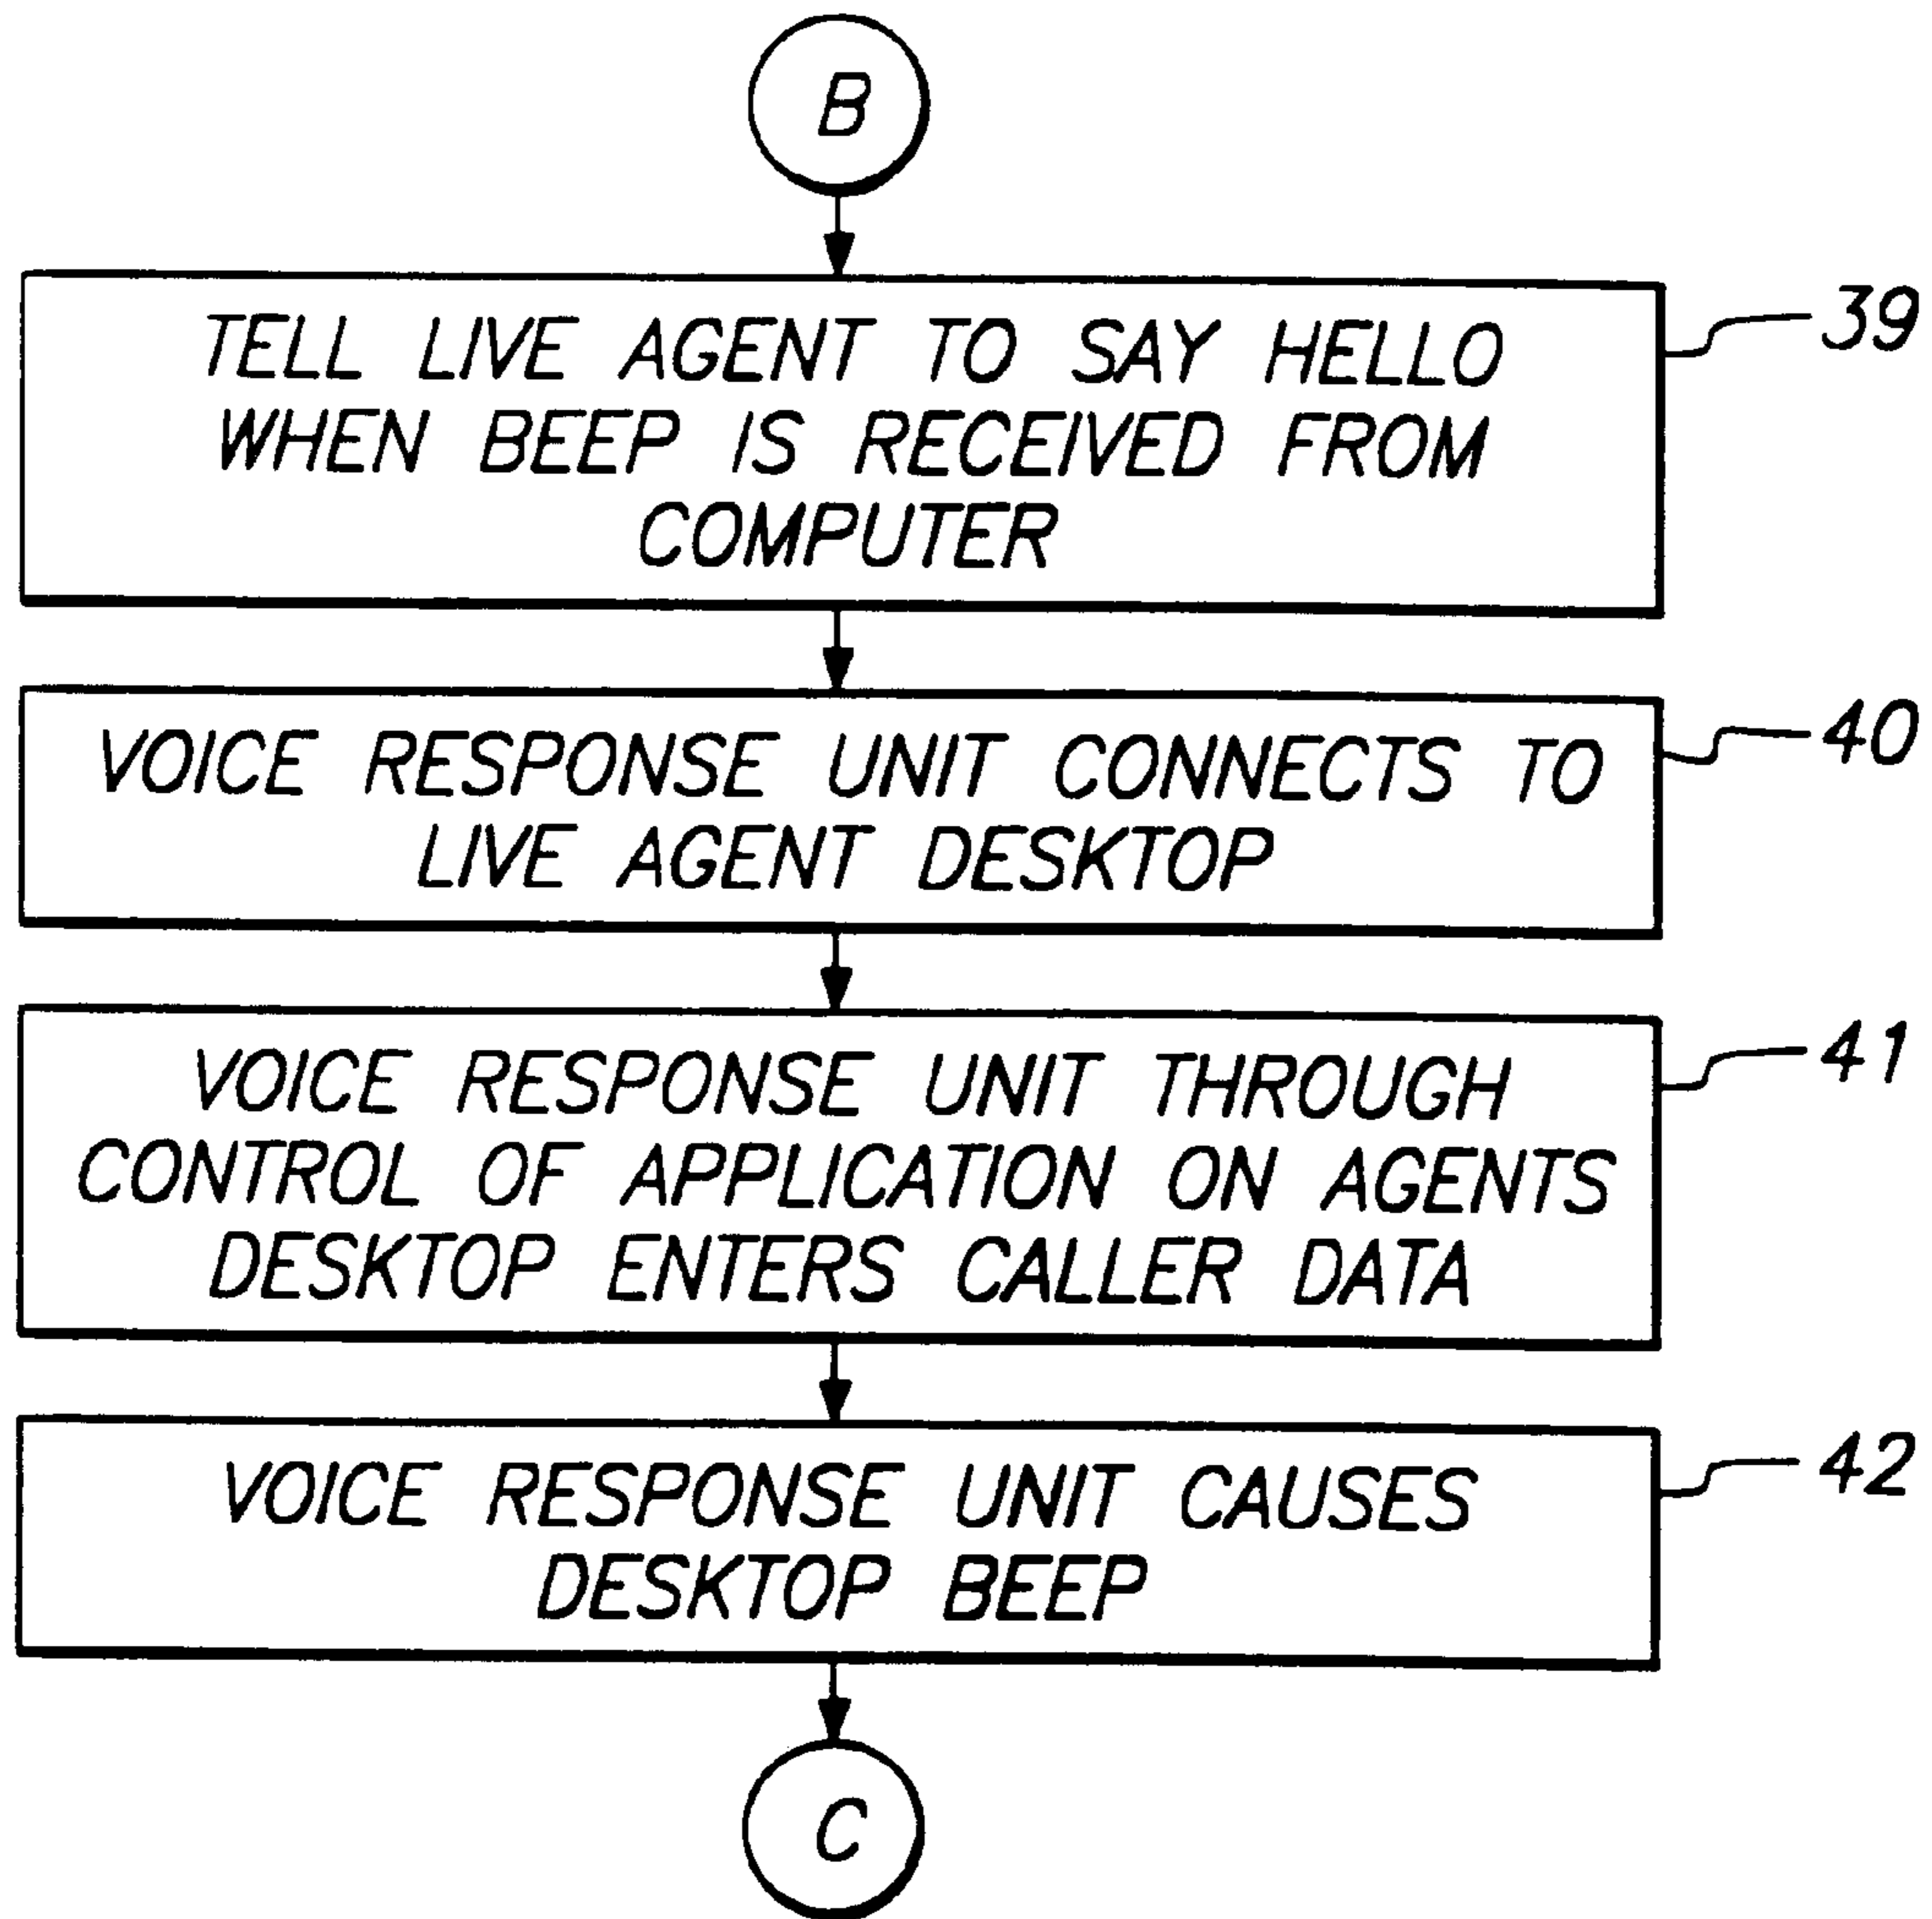 B
TELL LIVE AGENT TO SAY HELLO
WHEN BEEP IS RECEIVED FROM
COMPUTER
39
VOICE RESPONSE UNIT CONNECTS TO
LIVE AGENT DESKTOP
40
VOICE RESPONSE UNIT THROUGH
CONTROL OF APPLICATION ON AGENTS
DESKTOP ENTERS CALLER DATA
41
VOICE RESPONSE UNIT CAUSES
DESKTOP BEEP
42
C